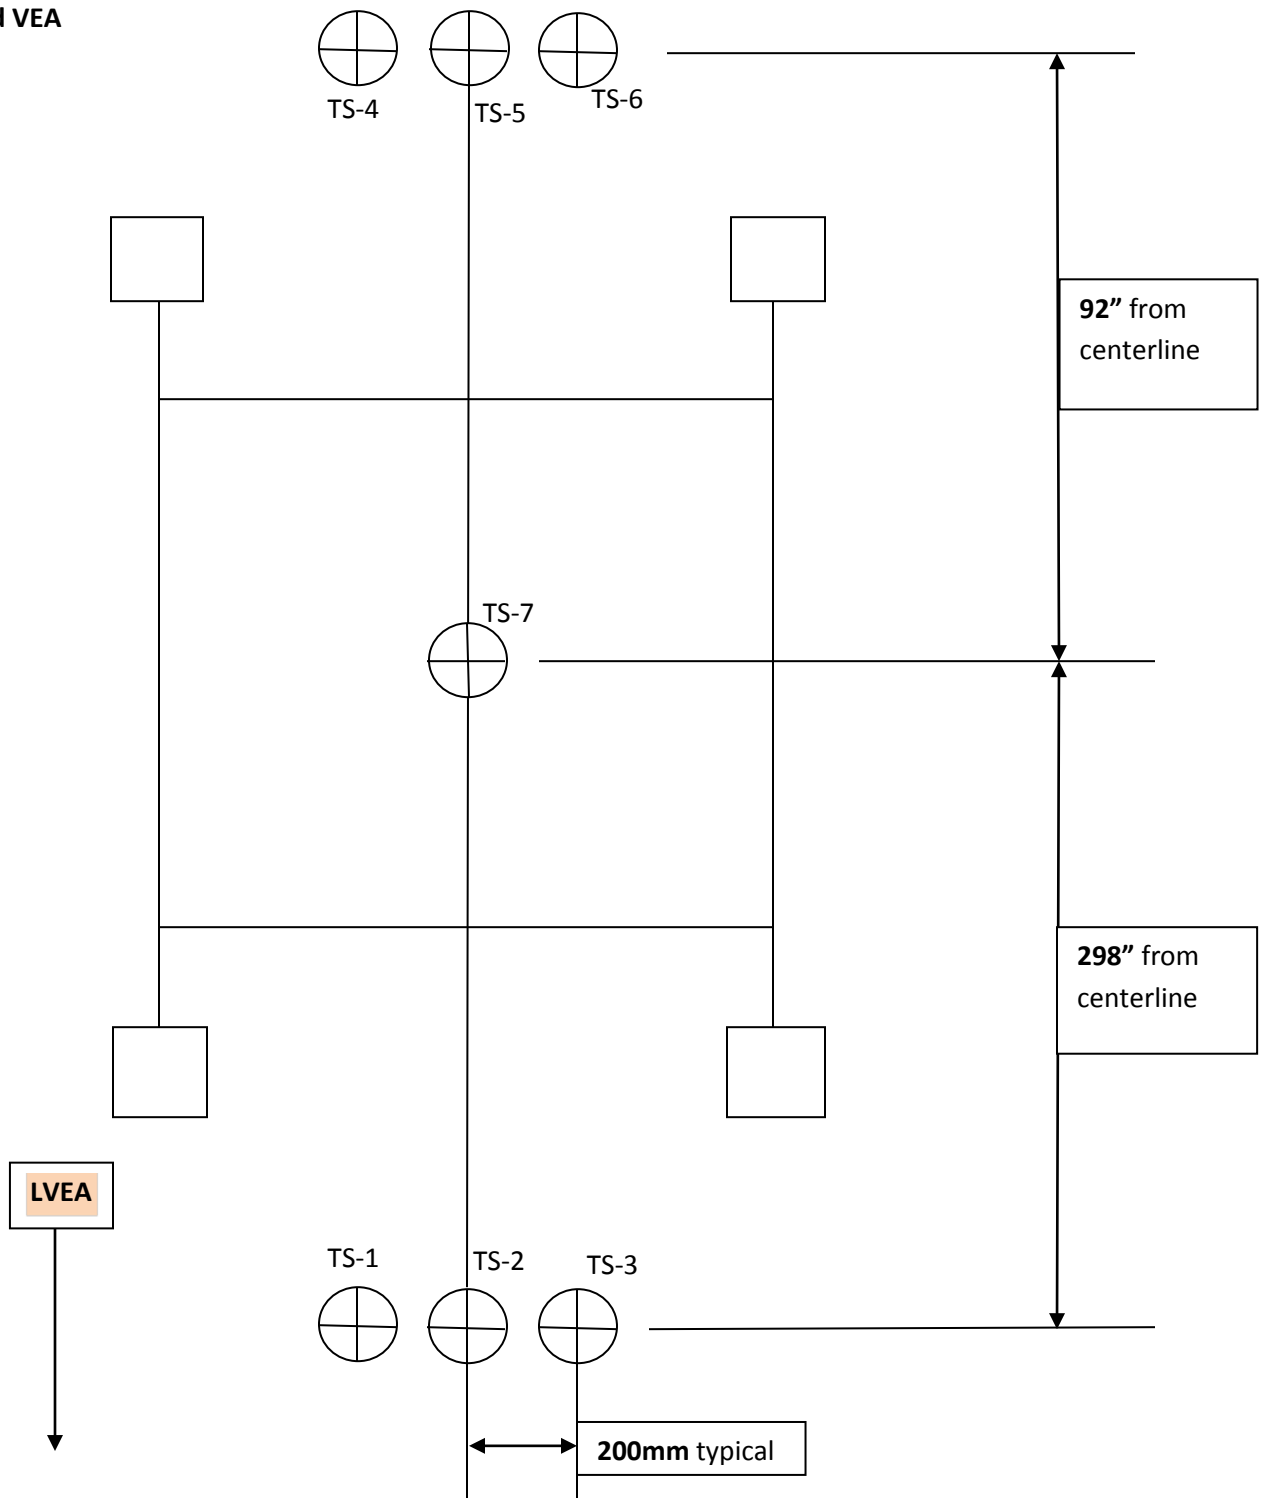 VEA
TS-4
TS-5
TS-6
92” from
centerline
TS-7
298” from
centerline
LVEA
TS-1
TS-2
TS-3
200mm typical